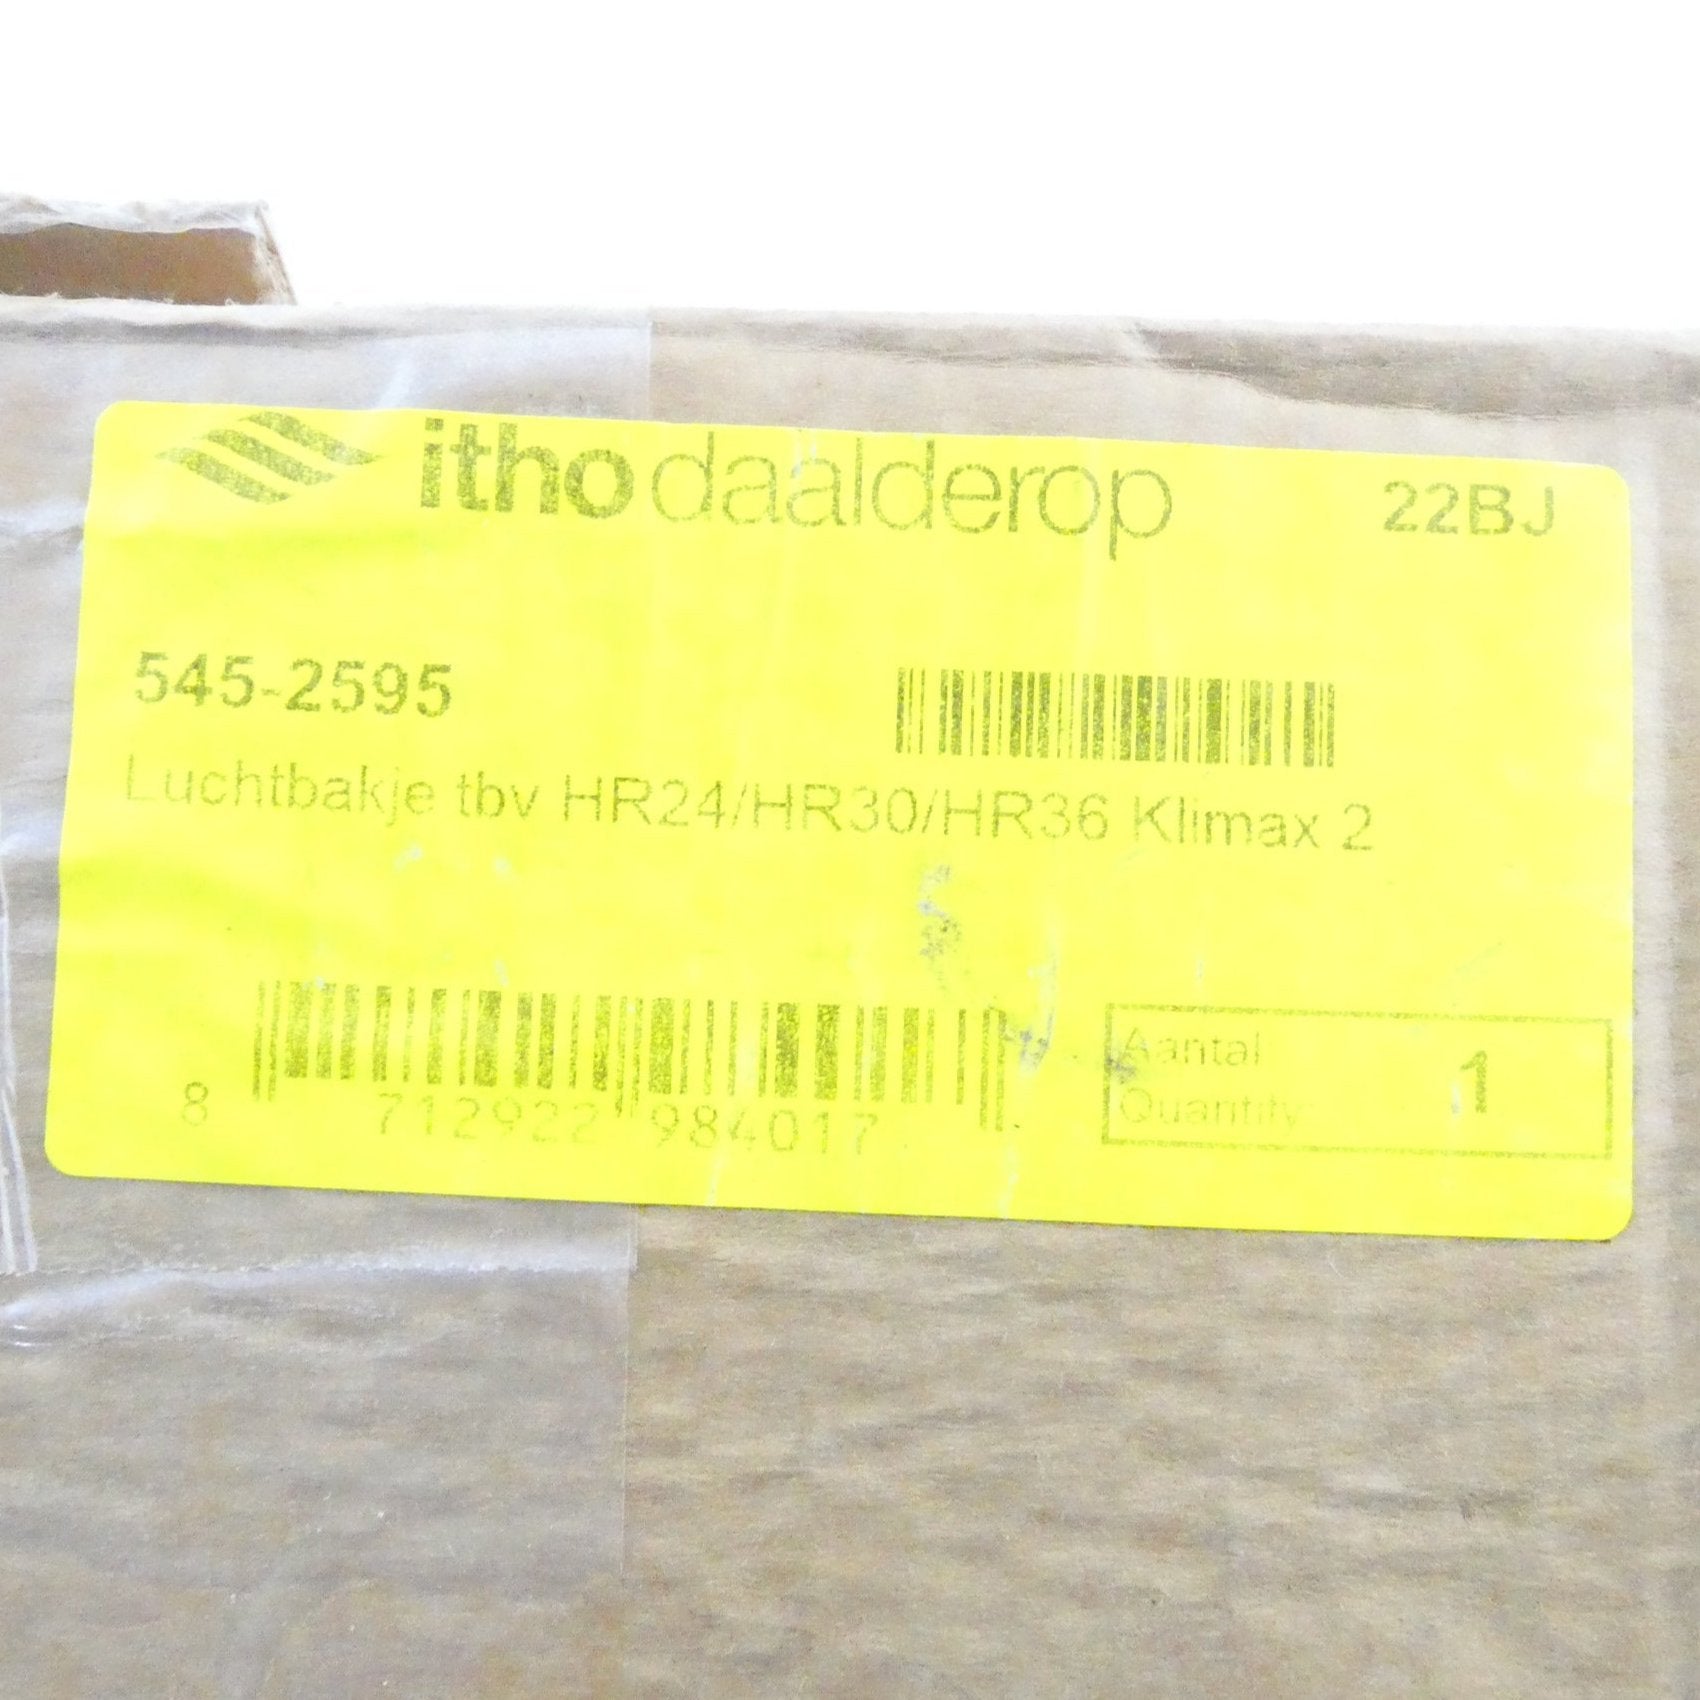 ithodaalderop 22BJ
545-2595
Luchtbakje tbv HR24/HR30/HR36 Klimax 2
8 712922 984017
Aantal 1
Quantity